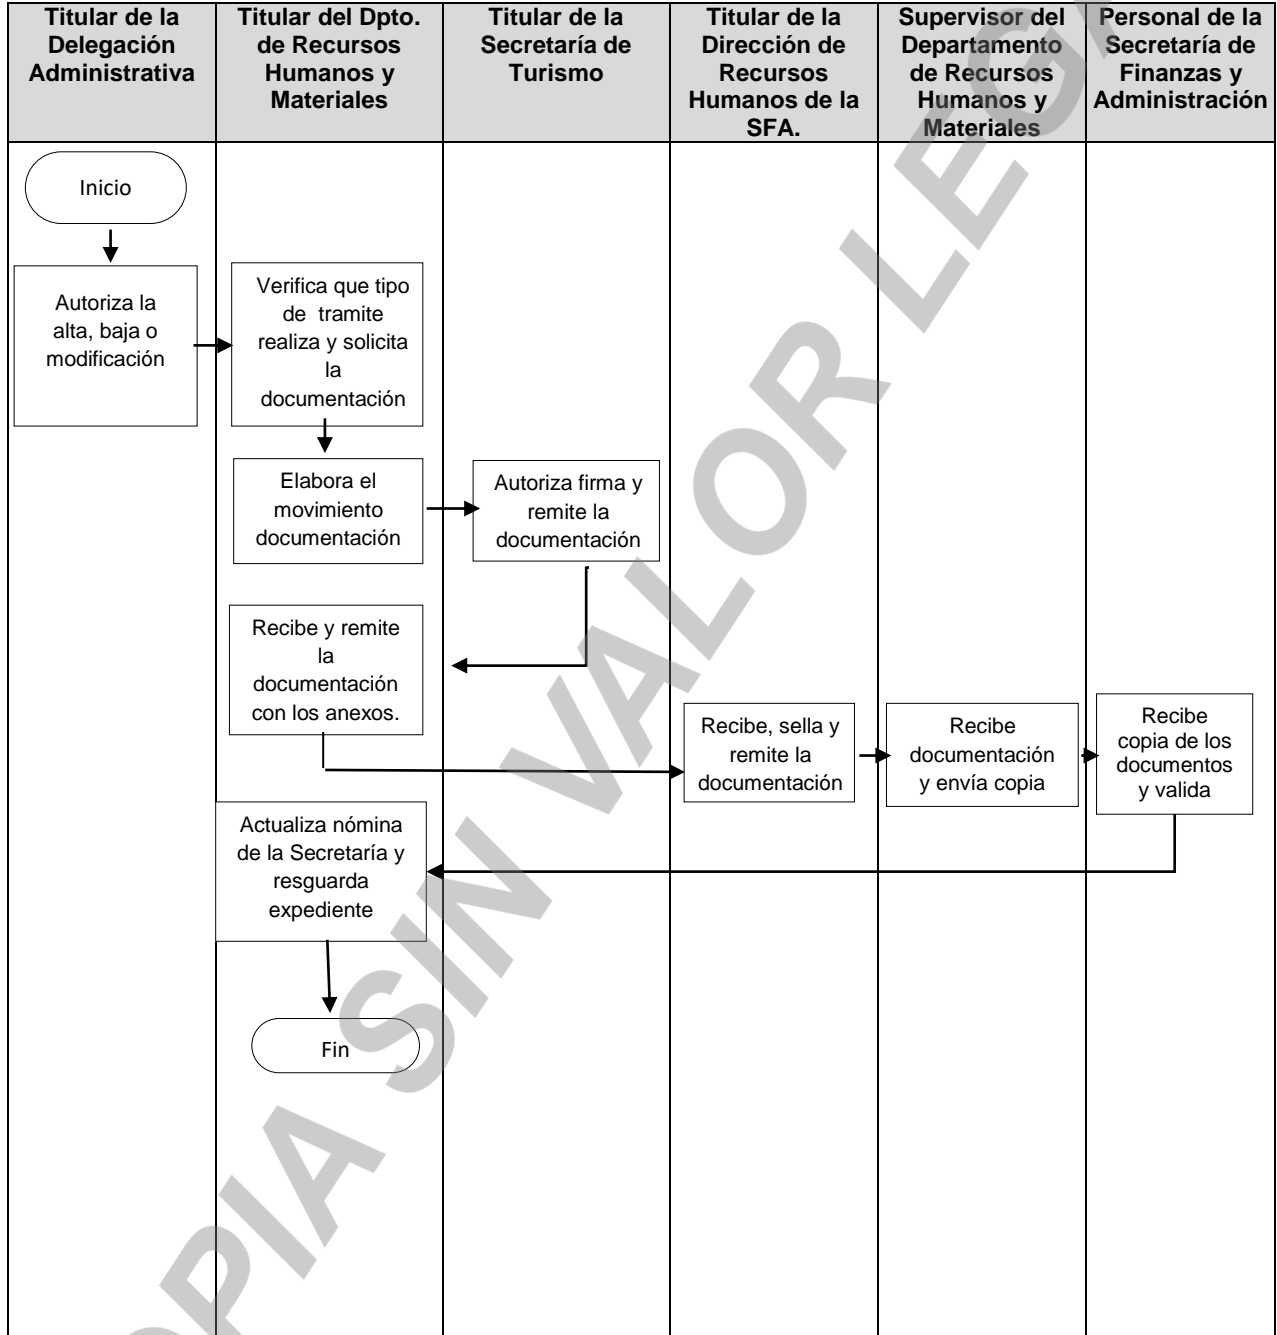 Titular de la
Delegación
Administrativa
Titular del Dpto.
de Recursos
Humanos y
Materiales
Titular de la
Secretaría de
Turismo
Titular de la
Dirección de
Recursos
Humanos de la
SFA.
Supervisor del
Departamento
de Recursos
Humanos y
Materiales
Personal de la
Secretaría de
Finanzas y
Administración
Inicio
Autoriza la
alta, baja o
modificación
Verifica que tipo
de tramite
realiza y solicita
la
documentación
Elabora el
movimiento
documentación
Autoriza firma y
remite la
documentación
Recibe y remite
la
documentación
con los anexos.
Recibe, sella y
remite la
documentación
Recibe
documentación
y envía copia
Recibe
copia de los
documentos
y valida
Actualiza nómina
de la Secretaría y
resguarda
expediente
Fin
OPIA SIN VALOR LEGA